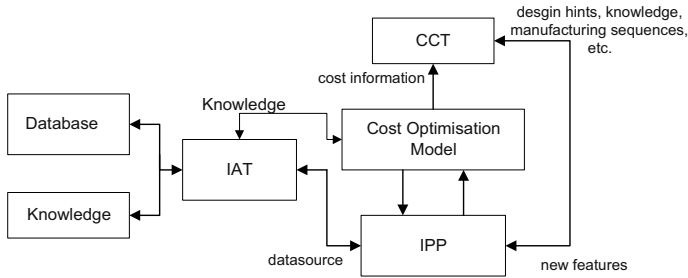 desgin hints, knowledge,
manufacturing sequences,
etc.
CCT
cost information
Knowledge
Database
Cost Optimisation
Model
IAT
Knowledge
IPP
datasource
new features